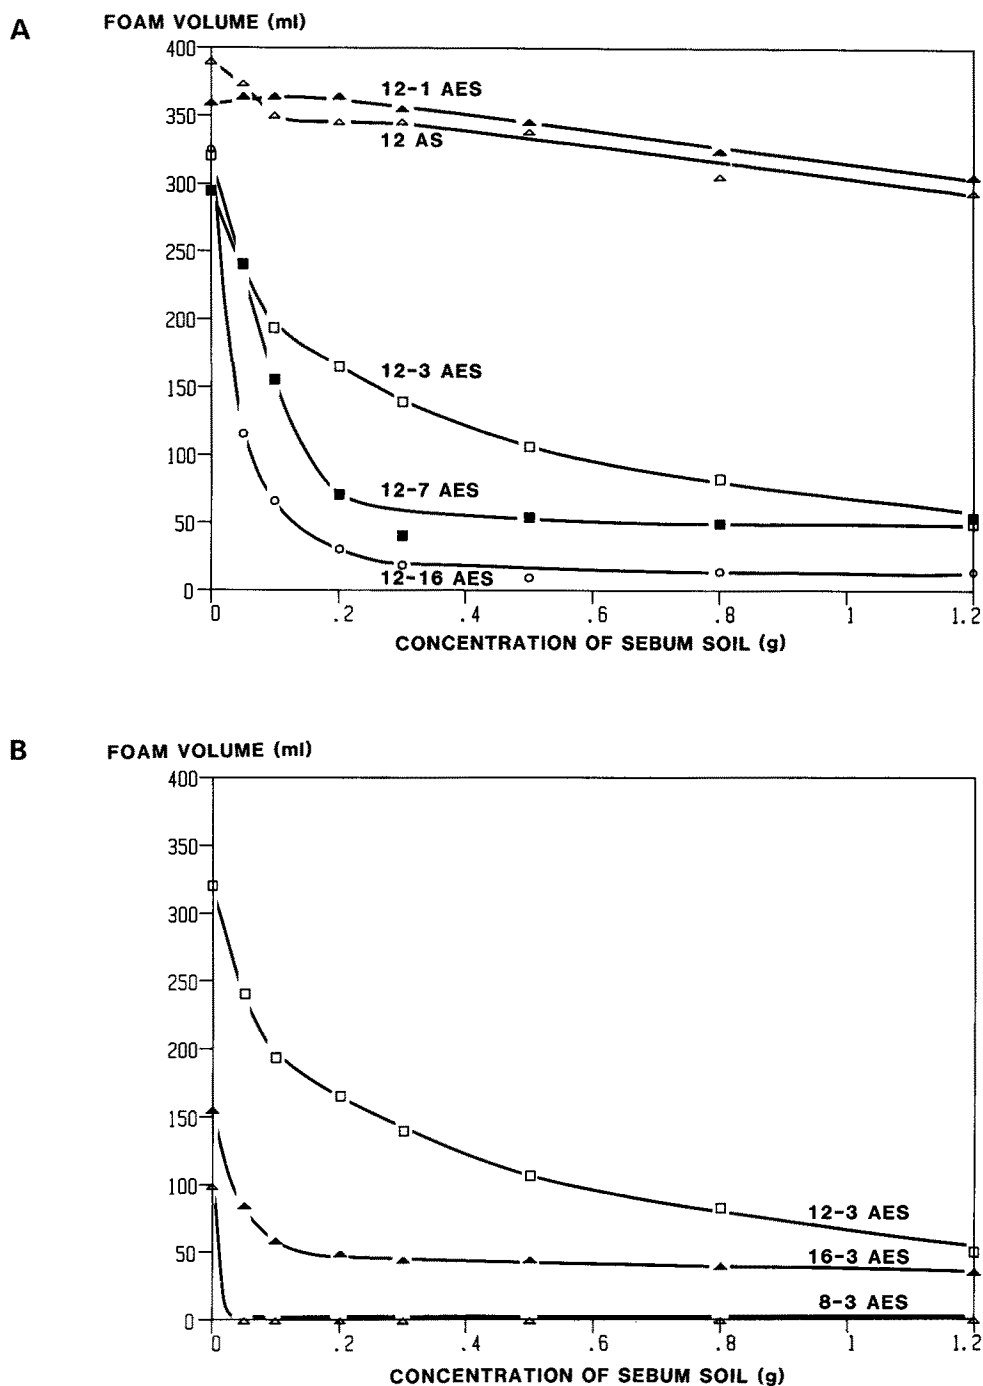 A
FOAM VOLUME (ml)
400
350
300
250
200
150
100
50
0
12-1 AES
12 AS
12-3 AES
12-7 AES
12-16 AES
0 .2 .4 .6 .8 1 1.2
CONCENTRATION OF SEBUM SOIL (g)
B
FOAM VOLUME (ml)
400
350
300
250
200
150
100
50
0
12-3 AES
16-3 AES
8-3 AES
0 .2 .4 .6 .8 1 1.2
CONCENTRATION OF SEBUM SOIL (g)